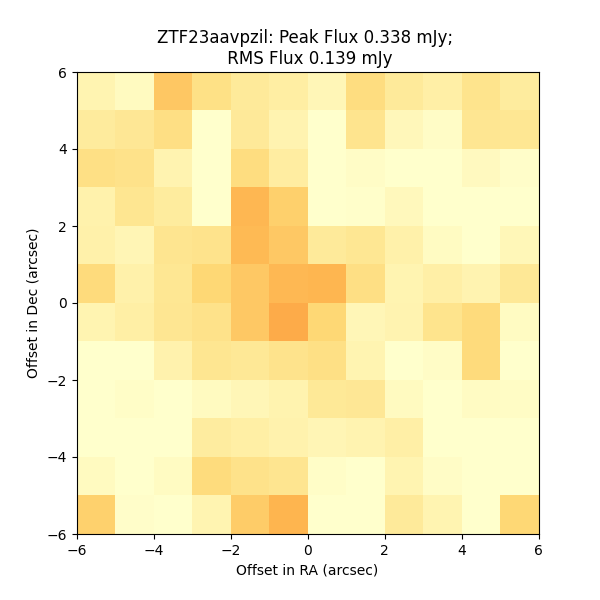 ZTF23aavpzil: Peak Flux 0.338 mJy;
RMS Flux 0.139 mJy
6
4
2
0
−2
−4
−6
Offset in Dec (arcsec)
−6 −4 −2 0 2 4 6
Offset in RA (arcsec)